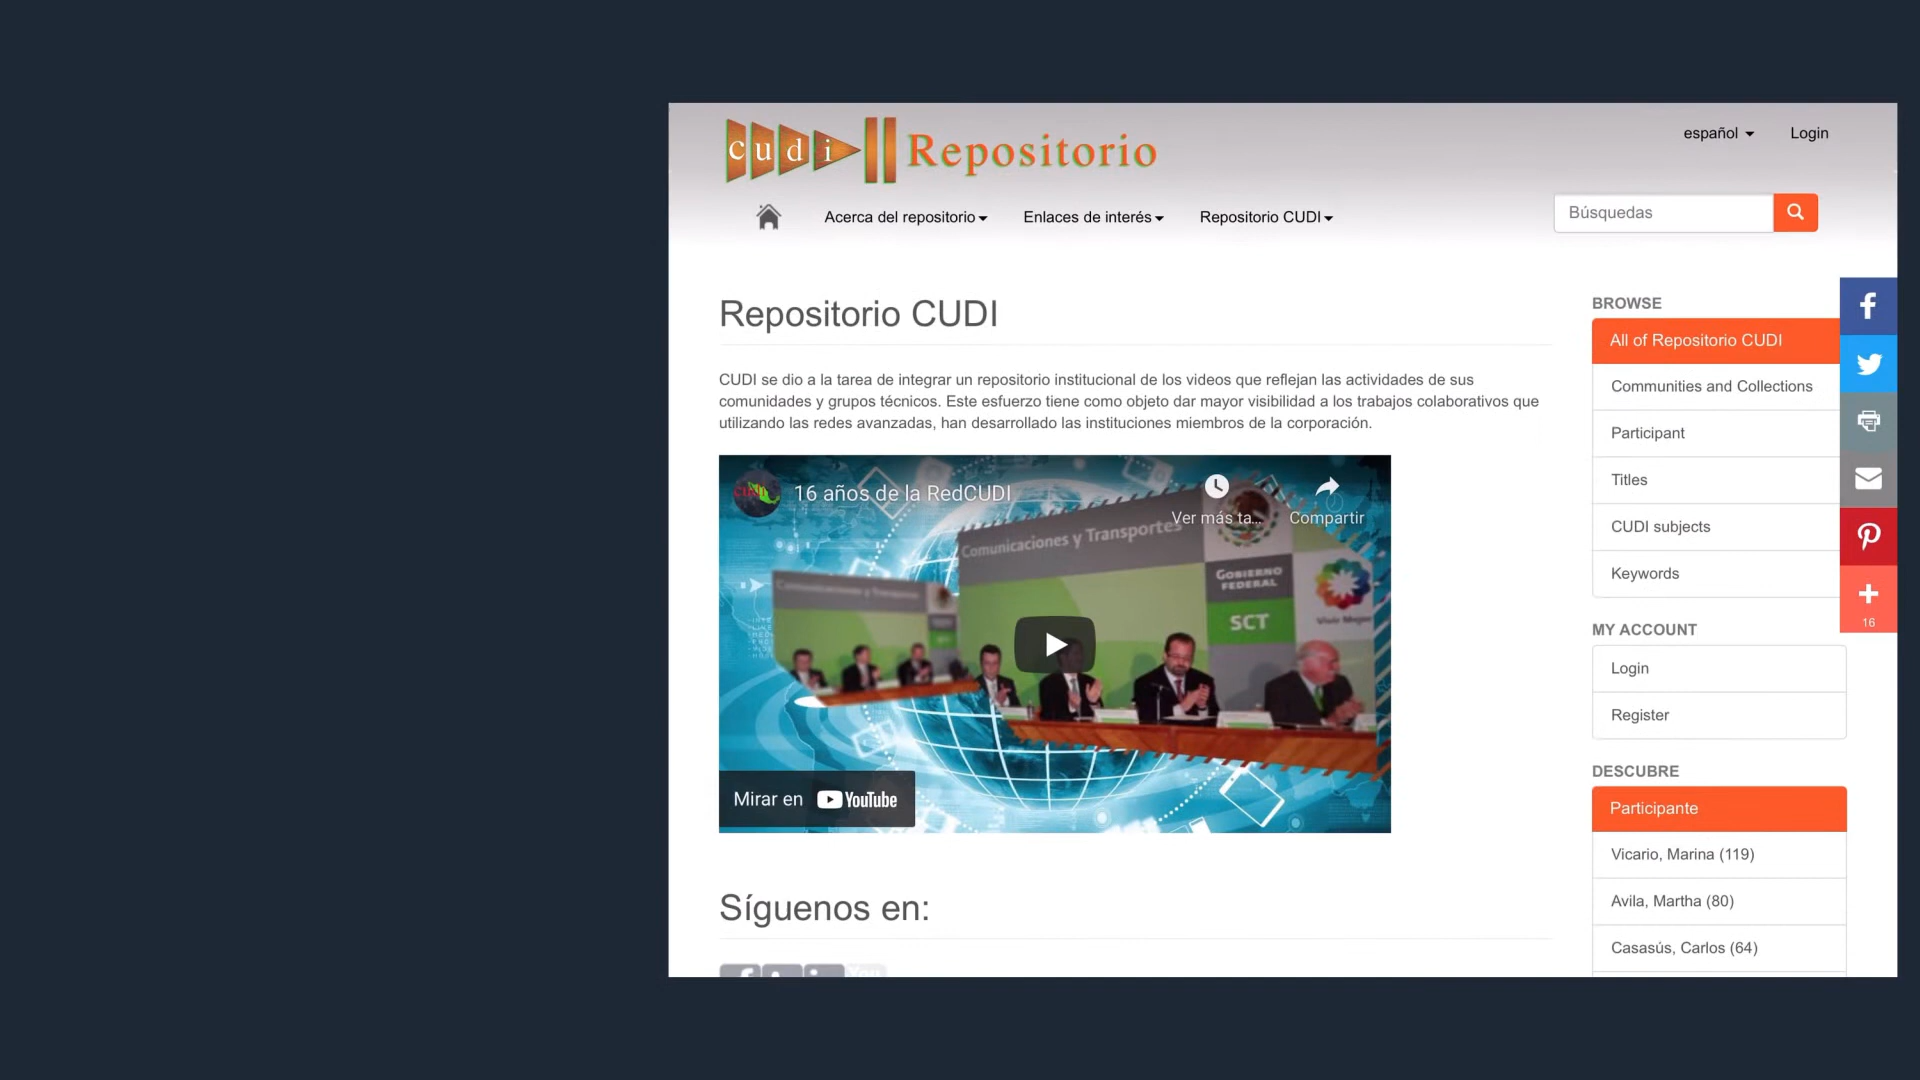 cudi Repositorio
español
Login
Acerca del repositorio
Enlaces de interés
Repositorio CUDI
Búsquedas
Repositorio CUDI
CUDI se dio a la tarea de integrar un repositorio institucional de los videos que reflejan las actividades de sus
comunidades y grupos técnicos. Este esfuerzo tiene como objeto dar mayor visibilidad a los trabajos colaborativos que
utilizando las redes avanzadas, han desarrollado las instituciones miembros de la corporación.
16 años de la RedCUDI
Ver más ta...
Compartir
Comunicaciones y Transportes
Comunicaciones y Transportes
GOBIERNO
FEDERAL
SCT
Vivir Mejor
Mirar en YouTube
Síguenos en:
You
BROWSE
All of Repositorio CUDI
Communities and Collections
Participant
Titles
CUDI subjects
Keywords
MY ACCOUNT
Login
Register
DESCUBRE
Participante
Vicario, Marina (119)
Avila, Martha (80)
Casasús, Carlos (64)
16